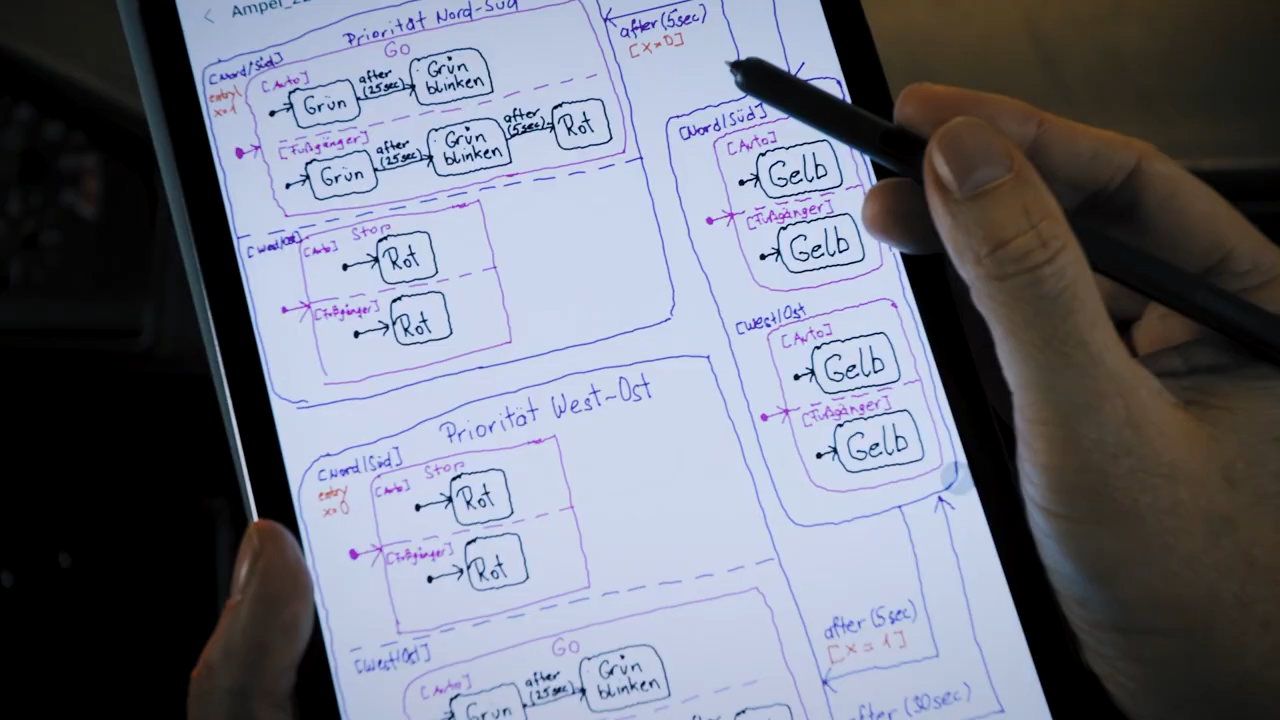 Priorität Nord-Süd
after (5sec)
[x=0]
[Nord/Süd]
entry/
x=1
Go
[Auto]
Grün
after
(25sec)
Grün
blinken
[Fußgänger]
Grün
after
(25sec)
Grün
blinken
after
(5sec)
Rot
[West/Ost]
Stop
[Auto]
Rot
[Fußgänger]
Rot
[Nord/Süd]
[Auto]
Gelb
[Fußgänger]
Gelb
[West/Ost
[Auto]
Gelb
[Fußgänger]
Gelb
Priorität West-Ost
[Nord/Süd]
entry
x=0
Stop
[Auto]
Rot
[Fußgänger]
Rot
[West/Ost]
Go
[Auto]
Grün
after
(25sec)
Grün
blinken
after (5sec)
[x=1]
after (30sec)